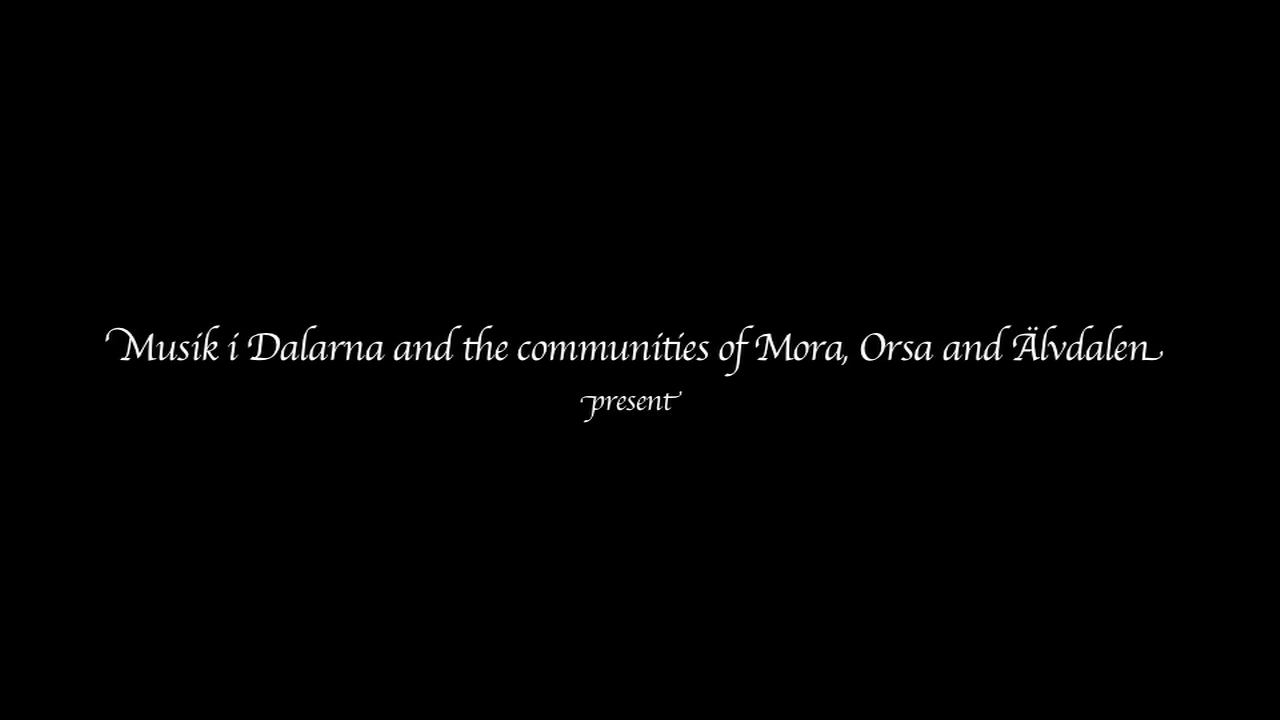 Musik i Dalarna and the communities of Mora, Orsa and Älvdalen
present